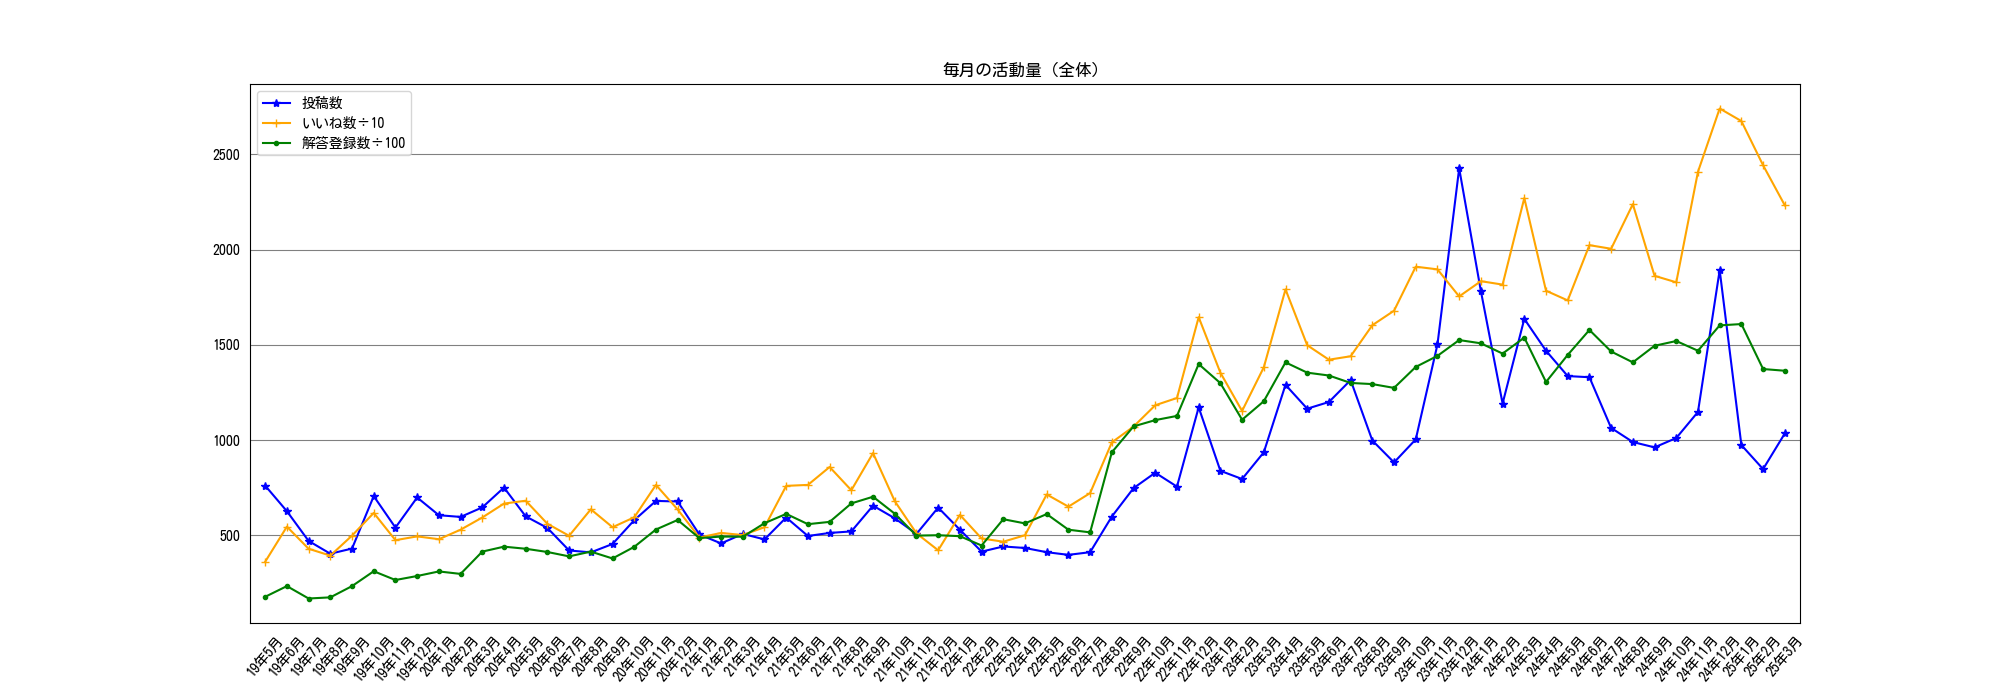 毎月の活動量（全体）
投稿数
いいね数÷10
解答登録数÷100
2500
2000
1500
1000
500
19年5月
19年6月
19年7月
19年8月
19年9月
19年10月
19年11月
19年12月
20年1月
20年2月
20年3月
20年4月
20年5月
20年6月
20年7月
20年8月
20年9月
20年10月
20年11月
20年12月
21年1月
21年2月
21年3月
21年4月
21年5月
21年6月
21年7月
21年8月
21年9月
21年10月
21年11月
21年12月
22年1月
22年2月
22年3月
22年4月
22年5月
22年6月
22年7月
22年8月
22年9月
22年10月
22年11月
22年12月
23年1月
23年2月
23年3月
23年4月
23年5月
23年6月
23年7月
23年8月
23年9月
23年10月
23年11月
23年12月
24年1月
24年2月
24年3月
24年4月
24年5月
24年6月
24年7月
24年8月
24年9月
24年10月
24年11月
24年12月
25年1月
25年2月
25年3月